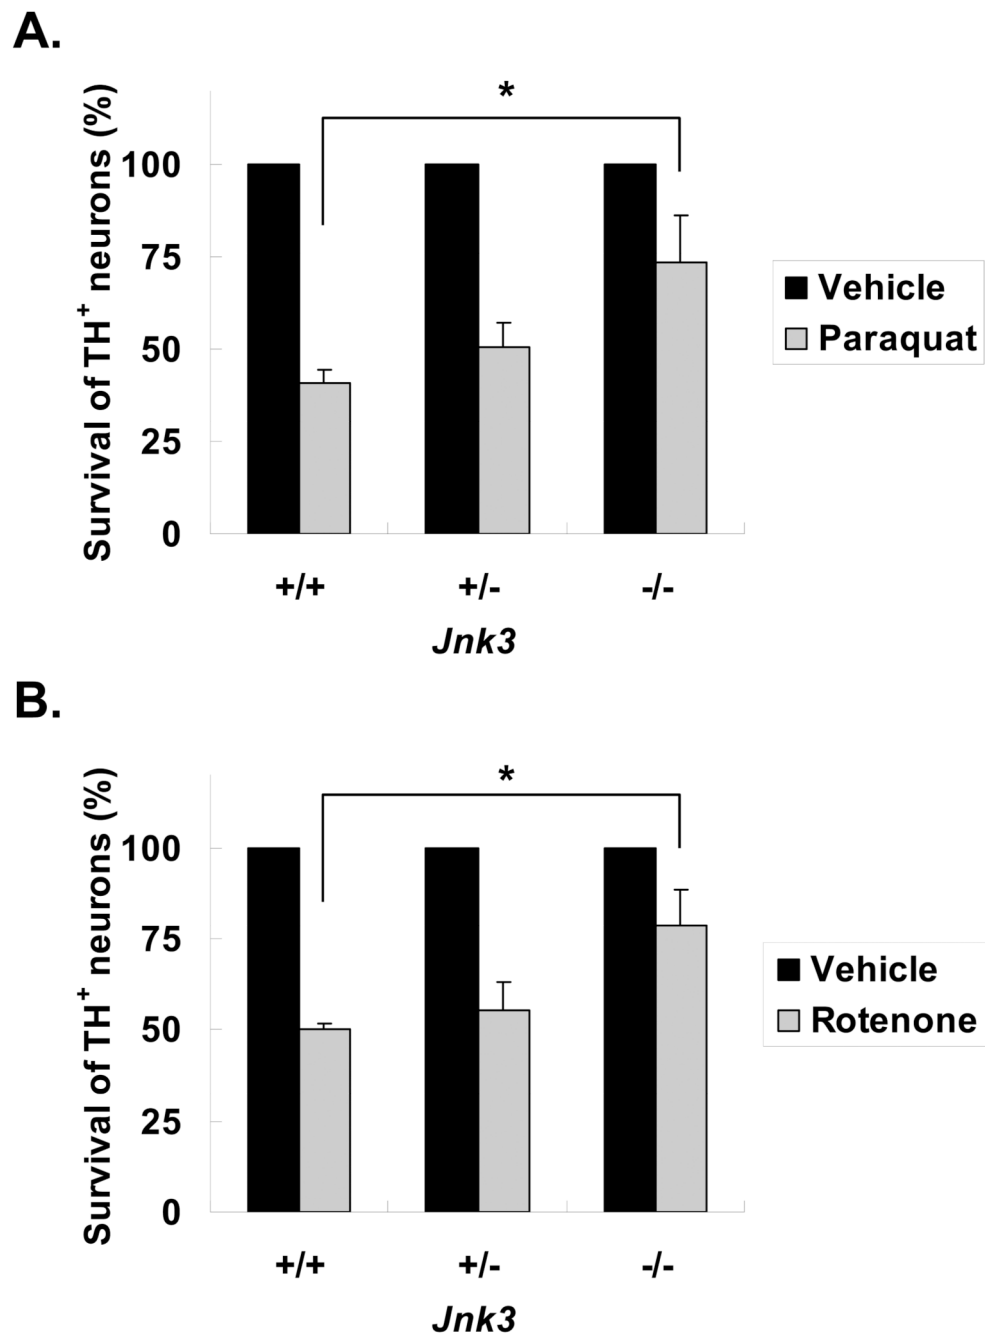 A.
*
Survival of TH+ neurons (%)
100
75
50
25
0
+/+ +/- -/-
Jnk3
Vehicle
Paraquat
B.
*
Survival of TH+ neurons (%)
100
75
50
25
0
+/+ +/- -/-
Jnk3
Vehicle
Rotenone